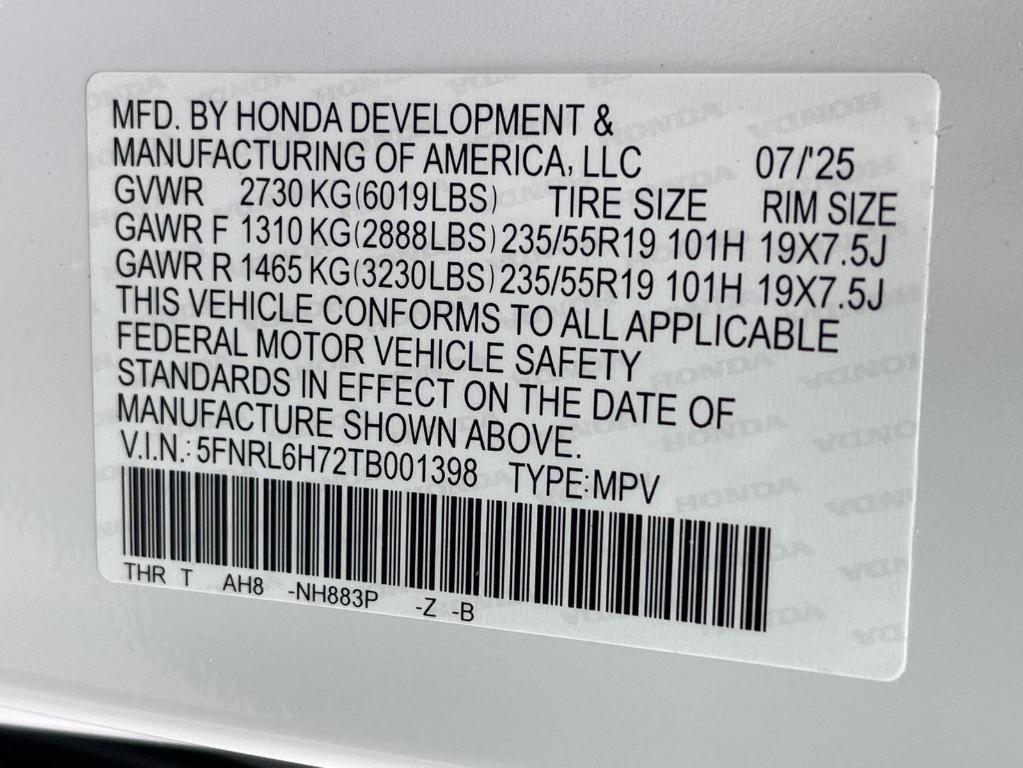 MFD. BY HONDA DEVELOPMENT &
MANUFACTURING OF AMERICA, LLC 07/'25
GVWR 2730 KG(6019LBS) TIRE SIZE RIM SIZE
GAWR F 1310 KG(2888LBS) 235/55R19 101H 19X7.5J
GAWR R 1465 KG(3230LBS) 235/55R19 101H 19X7.5J
THIS VEHICLE CONFORMS TO ALL APPLICABLE
FEDERAL MOTOR VEHICLE SAFETY
STANDARDS IN EFFECT ON THE DATE OF
MANUFACTURE SHOWN ABOVE.
V.I.N.: 5FNRL6H72TB001398 TYPE:MPV
THR T AH8 -NH883P -Z -B